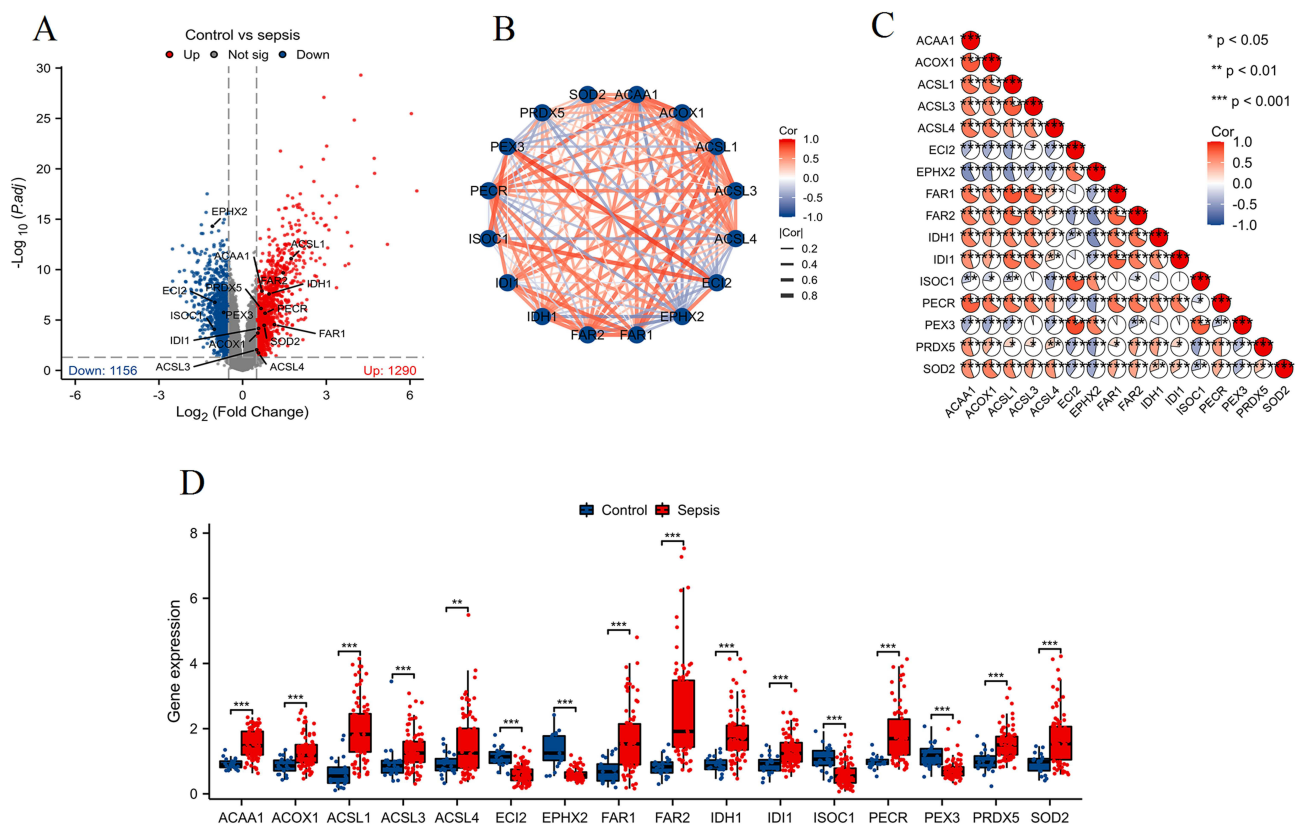 A
Control vs sepsis
Up Not sig Down
30
25
20
15
10
5
0
-Log10 (P.adj)
EPHX2
ACSL1
ACAA1
FAR2
IDH1
PRDX5
ECI2
PECR
ISOC1
PEX3
FAR1
IDI1
ACOX1
SOD2
ACSL3
ACSL4
Down: 1156
Up: 1290
-6 -3 0 3 6
Log2 (Fold Change)
B
SOD2 ACAA1
PRDX5 ACOX1
PEX3 ACSL1
PECR ACSL3
ISOC1 ACSL4
IDI1 ECI2
IDH1 EPHX2
FAR2 FAR1
Cor
1.0
0.5
0.0
-0.5
-1.0
|Cor|
0.2
0.4
0.6
0.8
C
ACAA1
ACOX1
ACSL1
ACSL3
ACSL4
ECI2
EPHX2
FAR1
FAR2
IDH1
IDI1
ISOC1
PECR
PEX3
PRDX5
SOD2
ACAA1 ACOX1 ACSL1 ACSL3 ACSL4 ECI2 EPHX2 FAR1 FAR2 IDH1 IDI1 ISOC1 PECR PEX3 PRDX5 SOD2
* p < 0.05
** p < 0.01
*** p < 0.001
Cor
1.0
0.5
0.0
-0.5
-1.0
D
Control Sepsis
Gene expression
8
6
4
2
0
*** *** *** *** ** *** *** *** *** *** *** *** *** *** *** ***
ACAA1 ACOX1 ACSL1 ACSL3 ACSL4 ECI2 EPHX2 FAR1 FAR2 IDH1 IDI1 ISOC1 PECR PEX3 PRDX5 SOD2